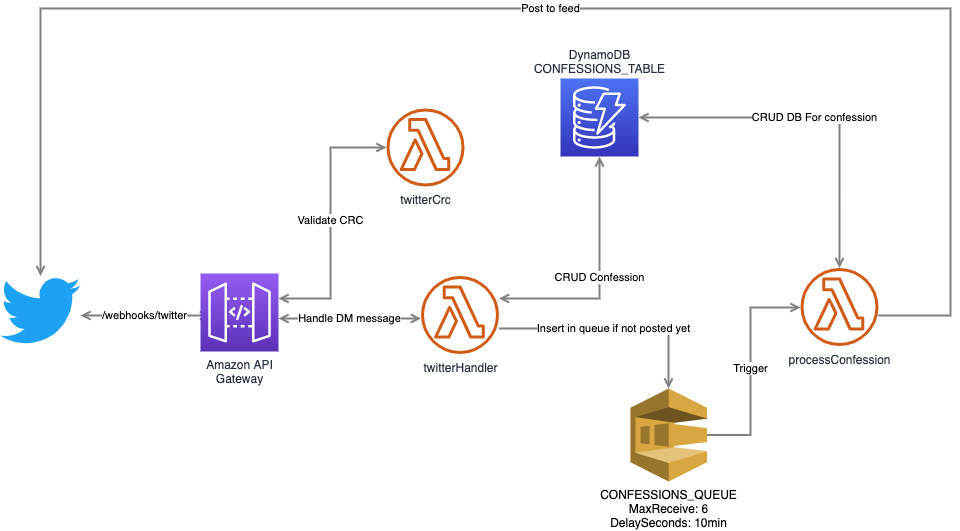 Post to feed
DynamoDB
CONFESSIONS_TABLE
CRUD DB For confession
twitterCrc
Validate CRC
CRUD Confession
/webhooks/twitter
</>
Handle DM message
Insert in queue if not posted yet
Amazon API
Gateway
twitterHandler
processConfession
Trigger
CONFESSIONS_QUEUE
MaxReceive: 6
DelaySeconds: 10min